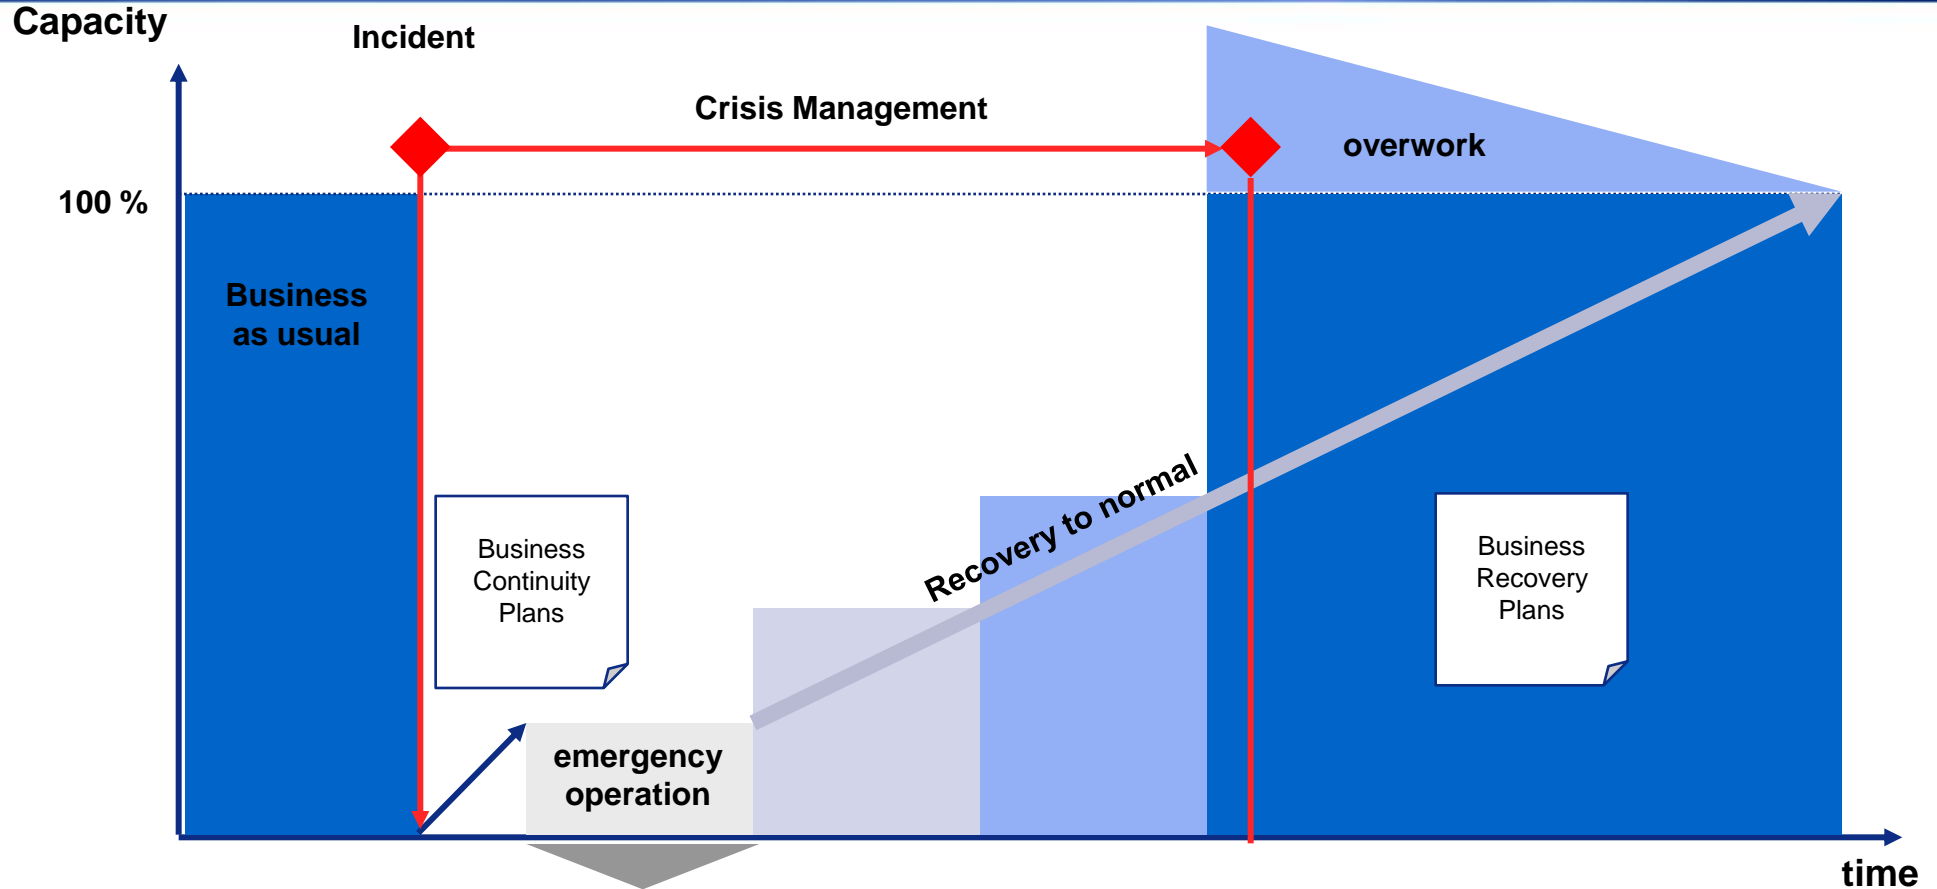 Capacity
Incident
Crisis Management
overwork
100 %
Business
as usual
Recovery to normal
Business
Continuity
Plans
Business
Recovery
Plans
emergency
operation
time